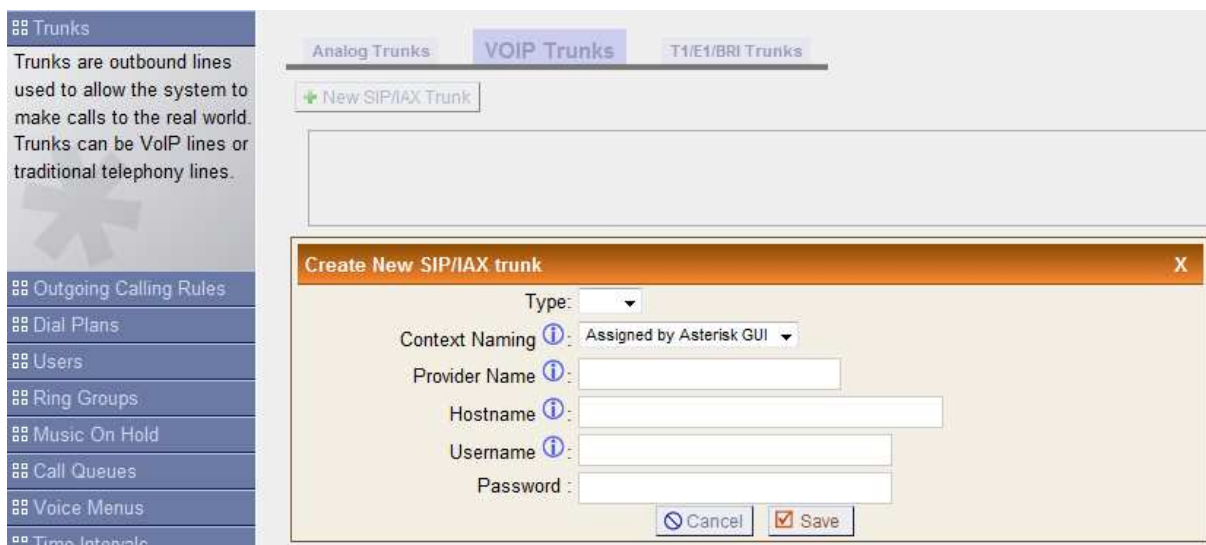 Trunks
Trunks are outbound lines
used to allow the system to
make calls to the real world.
Trunks can be VoIP lines or
traditional telephony lines.
Outgoing Calling Rules
Dial Plans
Users
Ring Groups
Music On Hold
Call Queues
Voice Menus
Time Intervals
Analog Trunks VOIP Trunks T1/E1/BRI Trunks
New SIP/IAX Trunk
Create New SIP/IAX trunk X
Type:
Context Naming : Assigned by Asterisk GUI
Provider Name :
Hostname :
Username :
Password :
Cancel Save